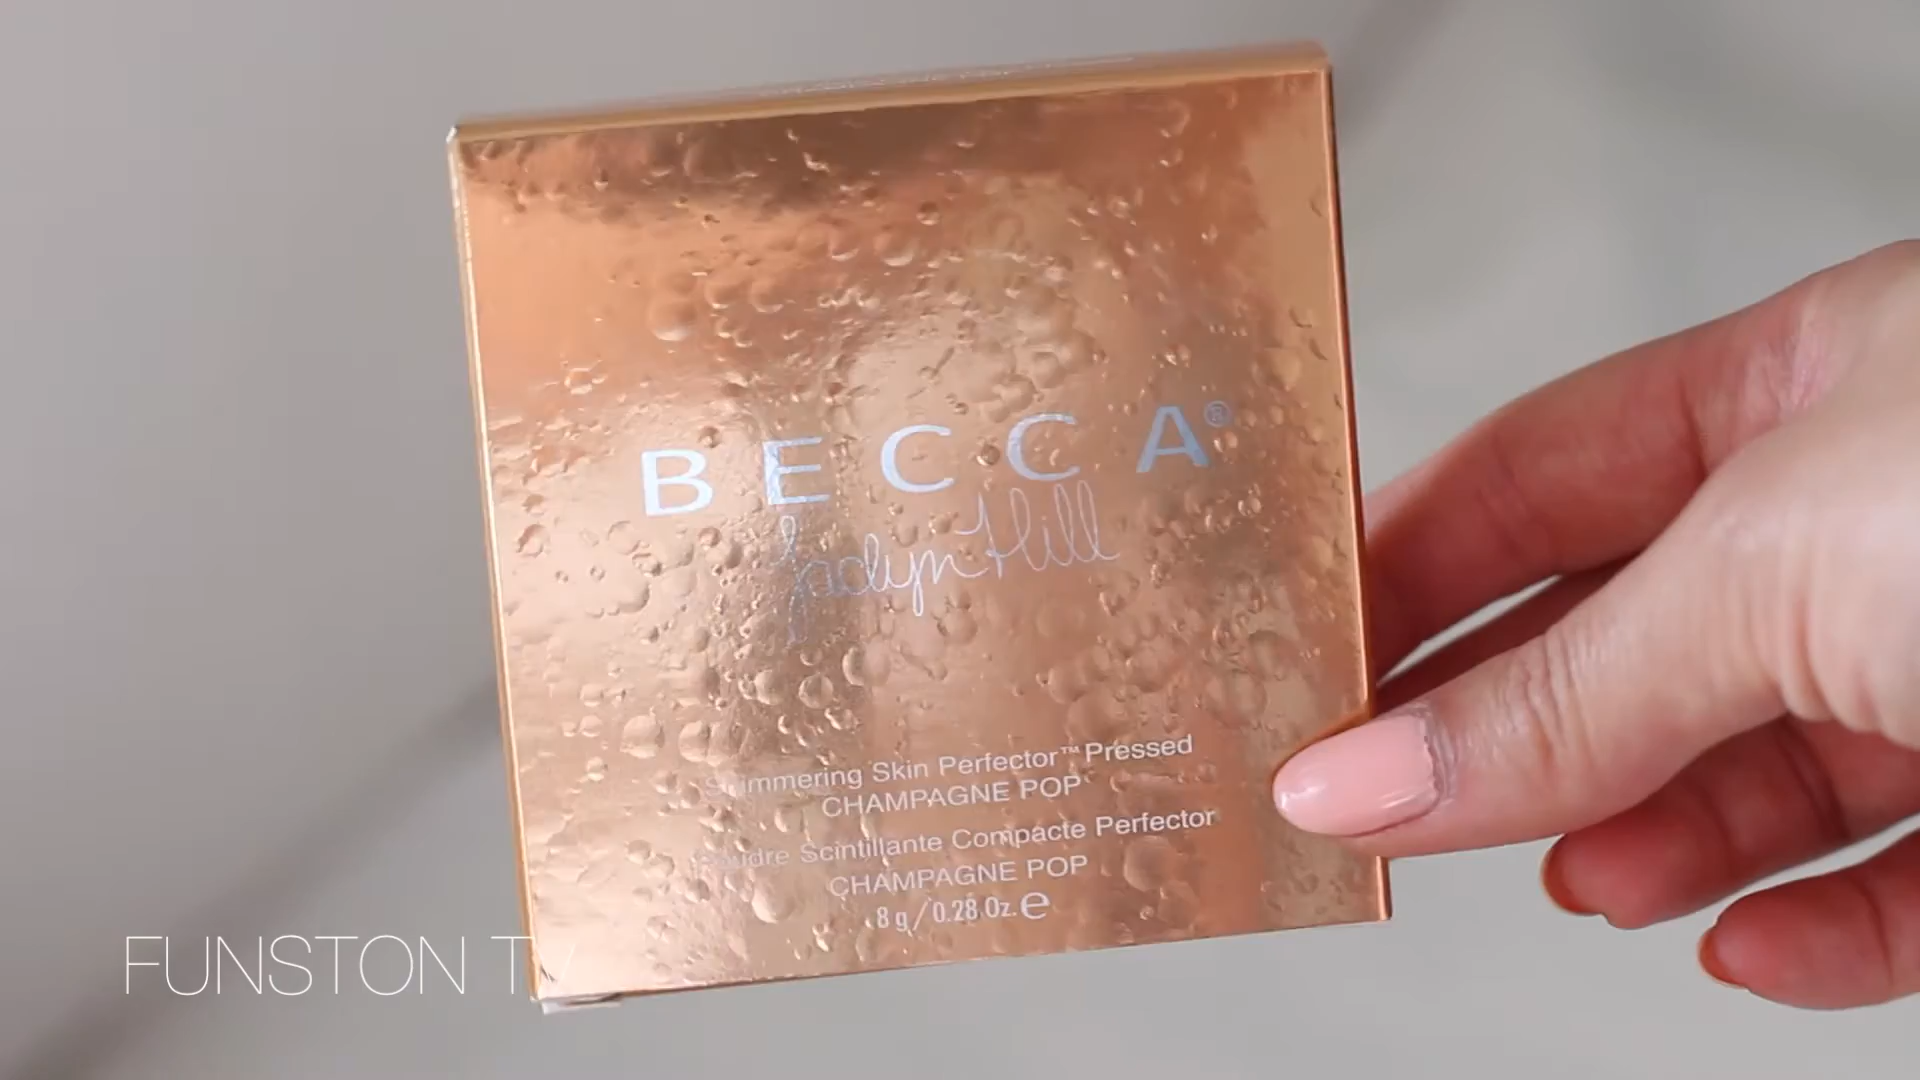 BECCA®
Jaclyn Hill
Shimmering Skin Perfector™ Pressed
CHAMPAGNE POP
Poudre Scintillante Compacte Perfector
CHAMPAGNE POP
8 g/0.28 Oz. e
FUNSTON TV